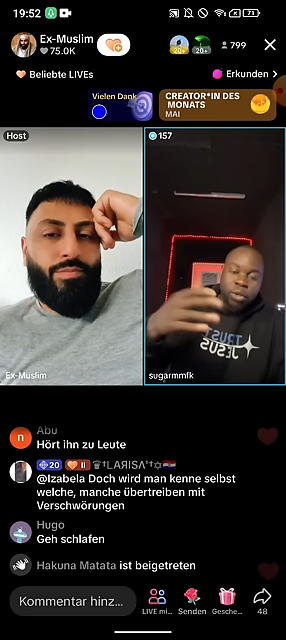 19:52
71
Ex-Muslim
75.0K
20+
20+
799
Beliebte LIVEs
Erkunden >
Vielen Dank
CREATOR*IN DES
MONATS
MAI
Host
157
TRUST
JESUS
Ex-Muslim
sugarmmfk
Abu
Hört ihn zu Leute
20 II ♛†LAЯISΛ'†✡🇭🇷
@Izabela Doch wird man kenne selbst
welche, manche übertreiben mit
Verschwörungen
Hugo
Geh schlafen
Hakuna Matata ist beigetreten
Kommentar hinz...
LIVE mi...
Senden
Gesche...
48